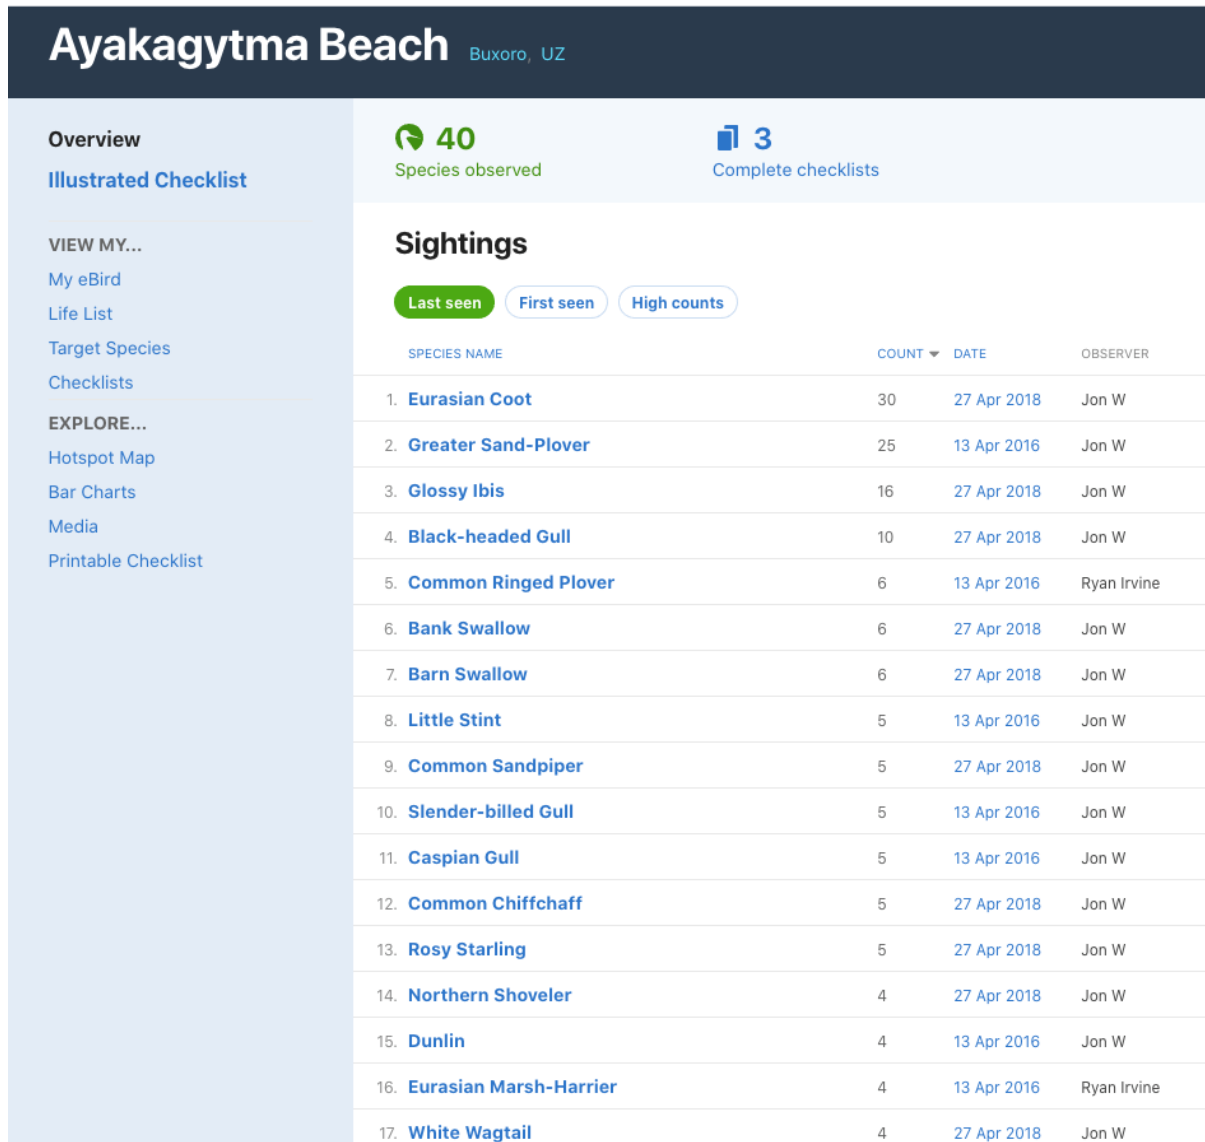 Ayakagytma Beach Buxoro, UZ
Overview
Illustrated Checklist
VIEW MY...
My eBird
Life List
Target Species
Checklists
EXPLORE...
Hotspot Map
Bar Charts
Media
Printable Checklist
40
Species observed
3
Complete checklists
Sightings
Last seen First seen High counts
SPECIES NAME COUNT DATE OBSERVER
1. Eurasian Coot 30 27 Apr 2018 Jon W
2. Greater Sand-Plover 25 13 Apr 2016 Jon W
3. Glossy Ibis 16 27 Apr 2018 Jon W
4. Black-headed Gull 10 27 Apr 2018 Jon W
5. Common Ringed Plover 6 13 Apr 2016 Ryan Irvine
6. Bank Swallow 6 27 Apr 2018 Jon W
7. Barn Swallow 6 27 Apr 2018 Jon W
8. Little Stint 5 13 Apr 2016 Jon W
9. Common Sandpiper 5 27 Apr 2018 Jon W
10. Slender-billed Gull 5 13 Apr 2016 Jon W
11. Caspian Gull 5 13 Apr 2016 Jon W
12. Common Chiffchaff 5 27 Apr 2018 Jon W
13. Rosy Starling 5 27 Apr 2018 Jon W
14. Northern Shoveler 4 27 Apr 2018 Jon W
15. Dunlin 4 13 Apr 2016 Jon W
16. Eurasian Marsh-Harrier 4 13 Apr 2016 Ryan Irvine
17. White Wagtail 4 27 Apr 2018 Jon W